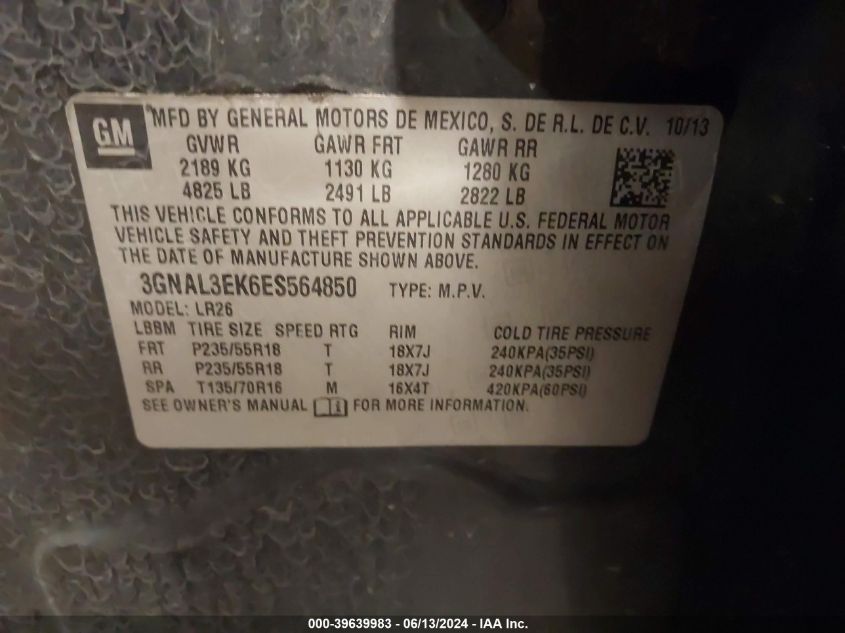 GM MFD BY GENERAL MOTORS DE MEXICO, S. DE R.L. DE C.V. 10/13
GVWR GAWR FRT GAWR RR
2189 KG 1130 KG 1280 KG
4825 LB 2491 LB 2822 LB
THIS VEHICLE CONFORMS TO ALL APPLICABLE U.S. FEDERAL MOTOR
VEHICLE SAFETY AND THEFT PREVENTION STANDARDS IN EFFECT ON
THE DATE OF MANUFACTURE SHOWN ABOVE.
3GNAL3EK6ES564850 TYPE: M.P.V.
MODEL: LR26
LBBM TIRE SIZE SPEED RTG RIM COLD TIRE PRESSURE
FRT P235/55R18 T 18X7J 240KPA(35PSI)
RR P235/55R18 T 18X7J 240KPA(35PSI)
SPA T135/70R16 M 16X4T 420KPA(60PSI)
SEE OWNER'S MANUAL i FOR MORE INFORMATION.
000-39639983 - 06/13/2024 - IAA Inc.